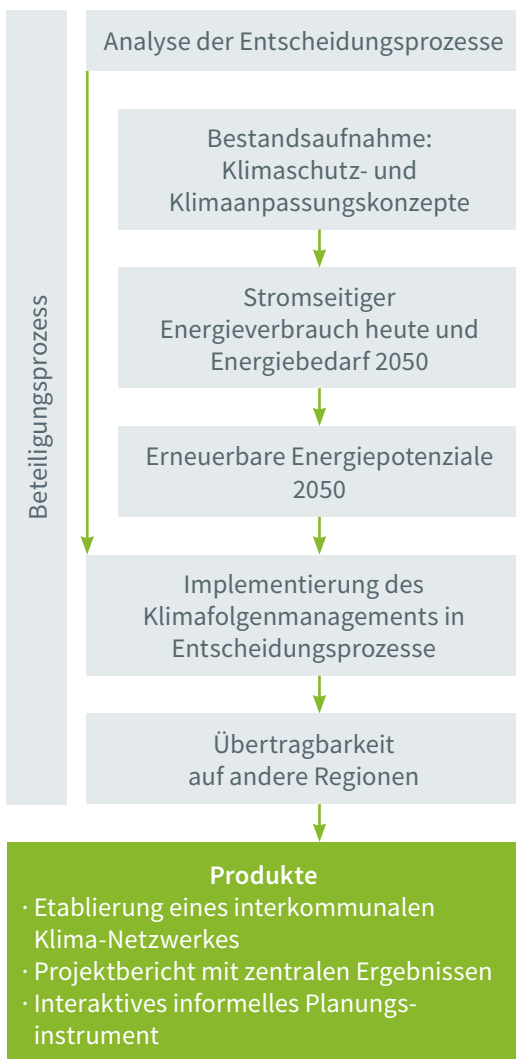 Analyse der Entscheidungsprozesse
Beteiligungsprozess
Bestandsaufnahme:
Klimaschutz- und
Klimaanpassungskonzepte
Stromseitiger
Energieverbrauch heute und
Energiebedarf 2050
Erneuerbare Energiepotenziale
2050
Implementierung des
Klimafolgenmanagements in
Entscheidungsprozesse
Übertragbarkeit
auf andere Regionen
Produkte
· Etablierung eines interkommunalen
Klima-Netzwerkes
· Projektbericht mit zentralen Ergebnissen
· Interaktives informelles Planungs-
instrument